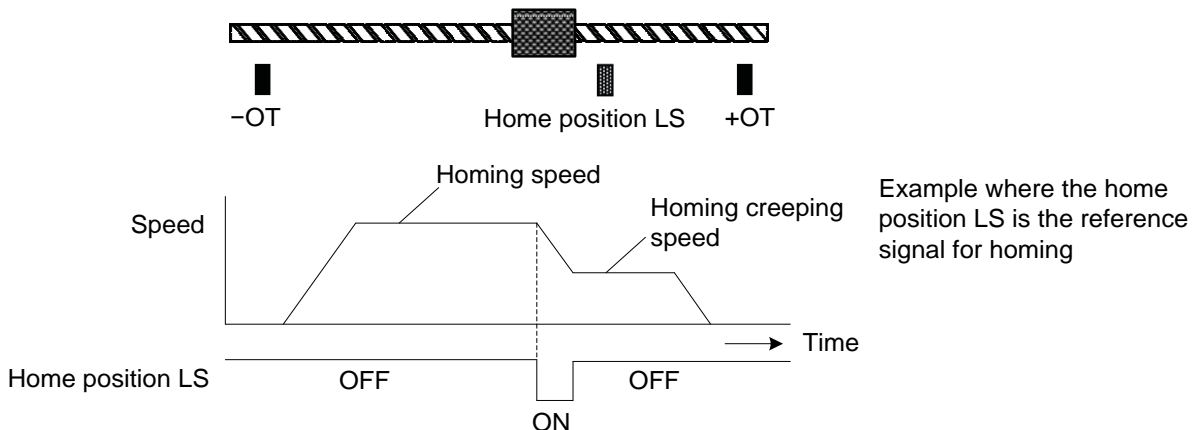 −OT
Home position LS
+OT
Homing speed
Speed
Homing creeping
speed
Example where the home
position LS is the reference
signal for homing
Time
Home position LS
OFF
OFF
ON